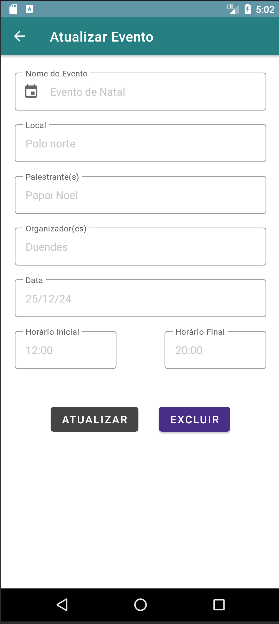 5:02
Atualizar Evento
Nome do Evento
Evento de Natal
Local
Polo norte
Palestrante(s)
Papai Noel
Organizador(es)
Duendes
Data
25/12/24
Horário Inicial Horário Final
12:00 20:00
ATUALIZAR EXCLUIR